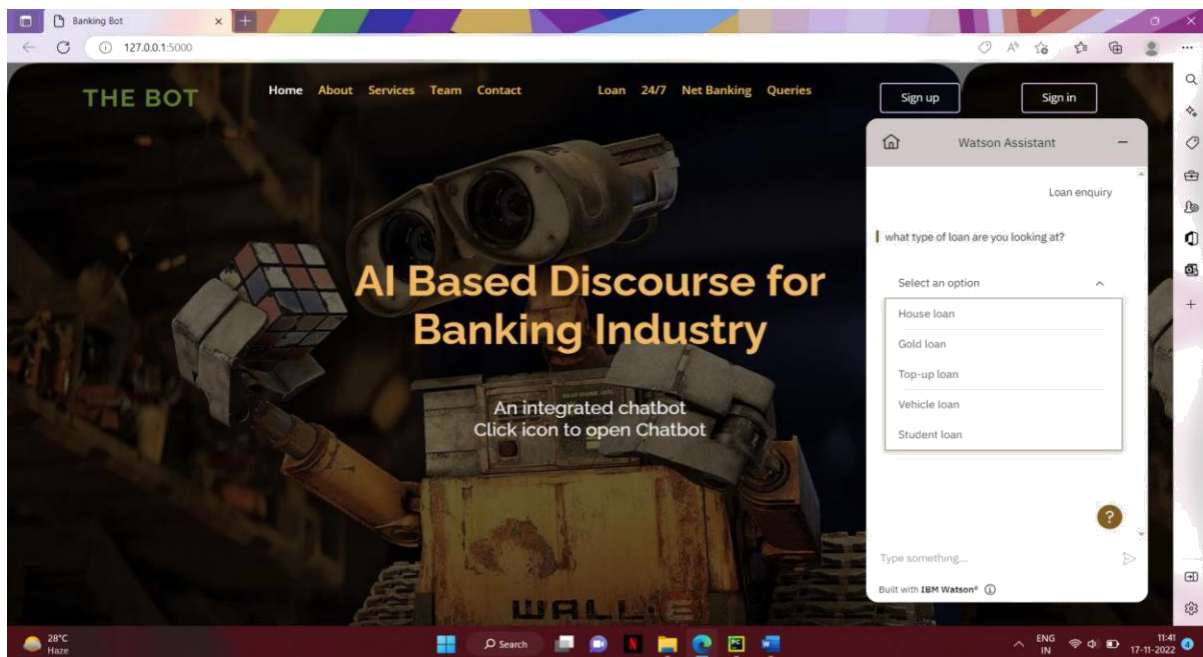 Banking Bot
127.0.0.1:5000
THE BOT
Home About Services Team Contact Loan 24/7 Net Banking Queries
Sign up
Sign in
Watson Assistant
Loan enquiry
what type of loan are you looking at?
Select an option
House loan
Gold loan
Top-up loan
Vehicle loan
Student loan
?
Type something...
Built with IBM Watson®
AI Based Discourse for
Banking Industry
An integrated chatbot
Click icon to open Chatbot
WALL·E
28°C
Haze
Search
ENG
IN
11:41
17-11-2022
4